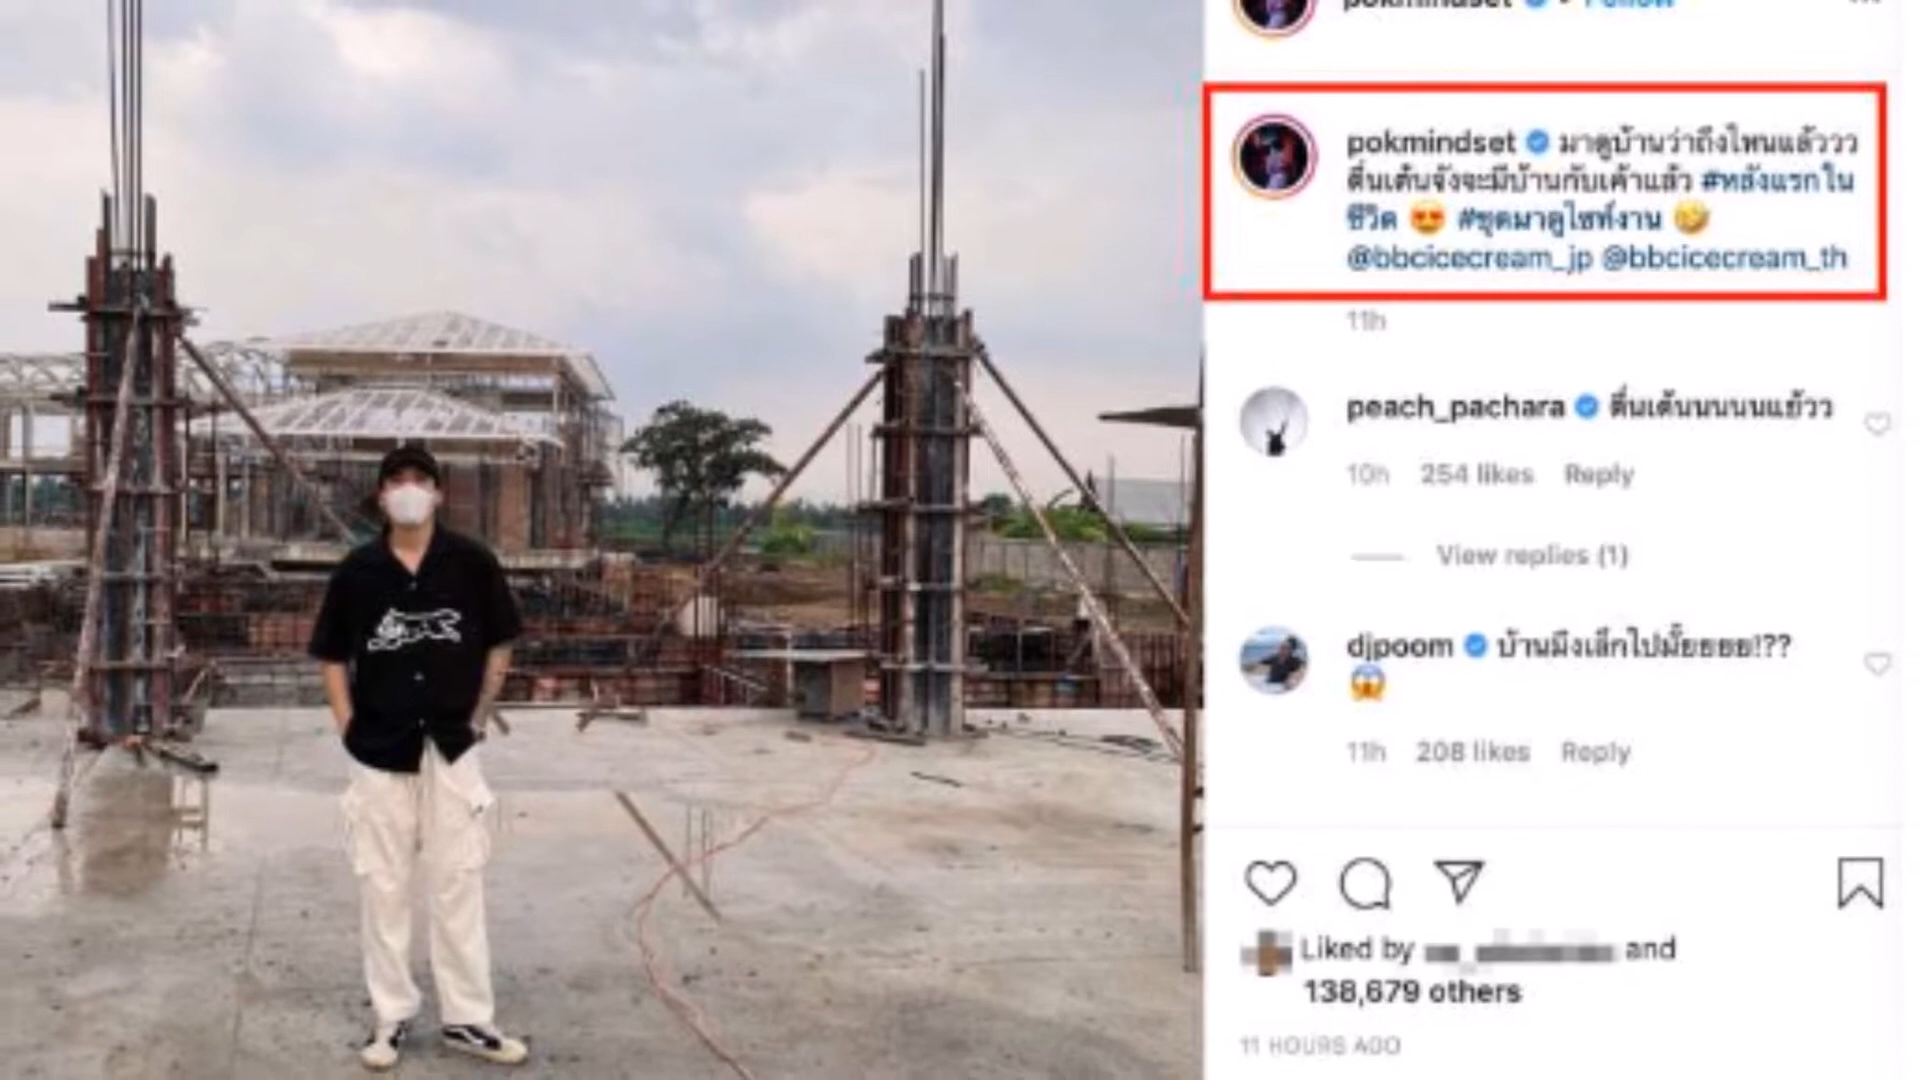 pokmindset • Follow
pokmindset มาดูบ้านว่าถึงไหนแล้ววว
ตื่นเต้นจังจะมีบ้านกับเค้าแล้ว #หลังแรกใน
ชีวิต 😍 #ชุดมาดูไซท์งาน 🤣
@bbcicecream_jp @bbcicecream_th
11h
peach_pachara ตื่นเต้นนนนนแย้วว
10h 254 likes Reply
View replies (1)
djpoom บ้านมึงเล็กไปมั้ยยยย!??
😱
11h 208 likes Reply
Liked by and
138,679 others
11 HOURS AGO